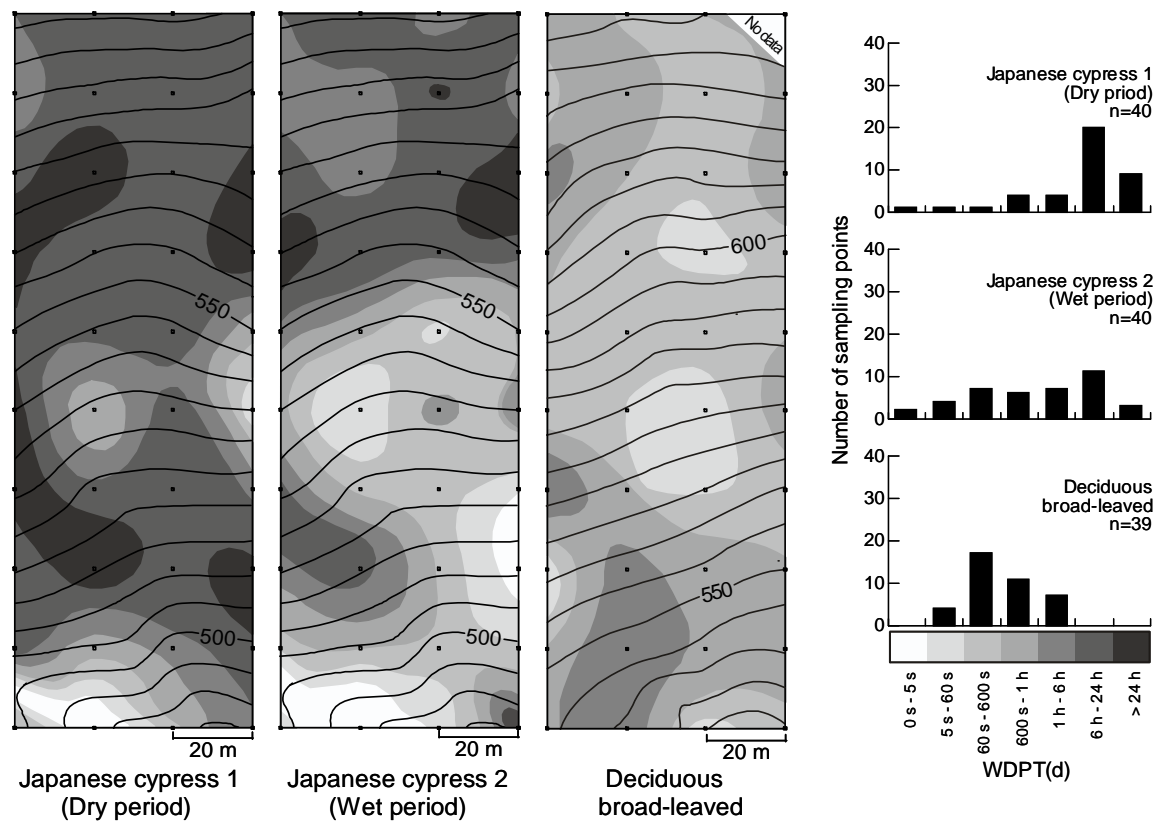 No data
600
550
550
550
500
500
20 m
20 m
20 m
Japanese cypress 1
(Dry period)
Japanese cypress 2
(Wet period)
Deciduous
broad-leaved
Number of sampling points
40
30
20
10
0
Japanese cypress 1
(Dry priod)
n=40
40
30
20
10
0
Japanese cypress 2
(Wet period)
n=40
40
30
20
10
0
Deciduous
broad-leaved
n=39
0 s - 5 s
5 s - 60 s
60 s - 600 s
600 s - 1 h
1 h - 6 h
6 h - 24 h
> 24 h
WDPT(d)